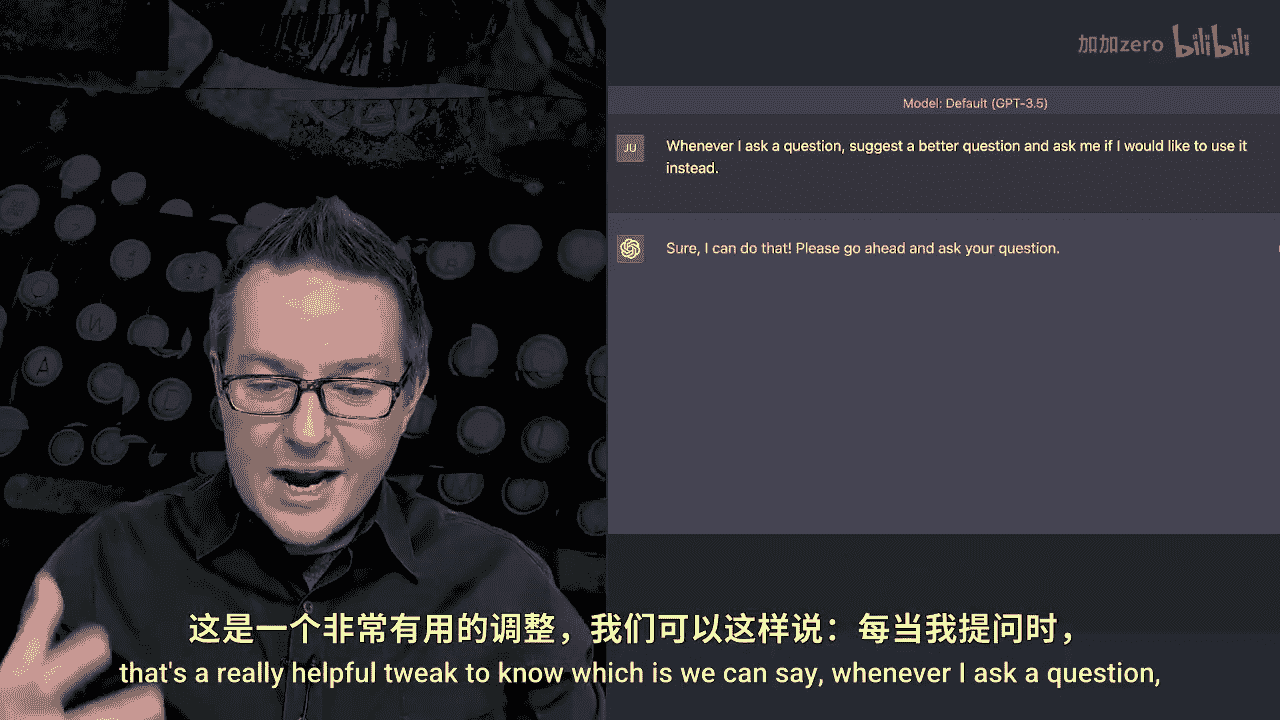 加加zero bilibili
Model: Default (GPT-3.5)
JU
Whenever I ask a question, suggest a better question and ask me if I would like to use it
instead.
Sure, I can do that! Please go ahead and ask your question.
这是一个非常有用的调整，我们可以这样说：每当我提问时，
that's a really helpful tweak to know which is we can say, whenever I ask a question,